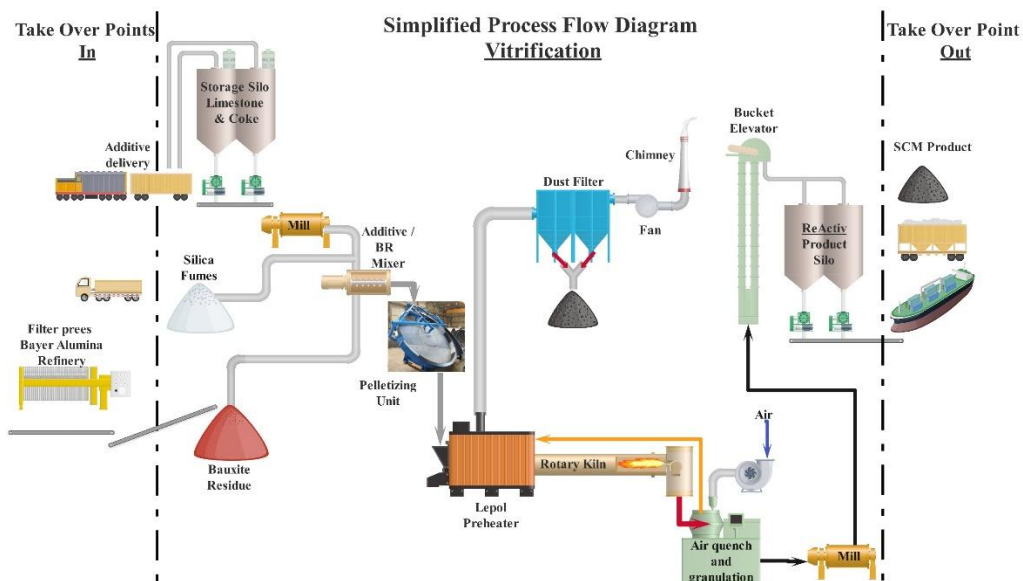 Take Over Points
In
Simplified Process Flow Diagram
Vitrification
Take Over Point
Out
Storage Silo
Limestone
& Coke
Additive
delivery
Mill
Additive /
BR
Mixer
Silica
Fumes
Filter prees
Bayer Alumina
Refinery
Bauxite
Residue
Pelletizing
Unit
Lepol
Preheater
Rotary Kiln
Dust Filter
Fan
Chimney
Bucket
Elevator
ReActiv
Product
Silo
SCM Product
Air
Air quench
and
granulation
Mill